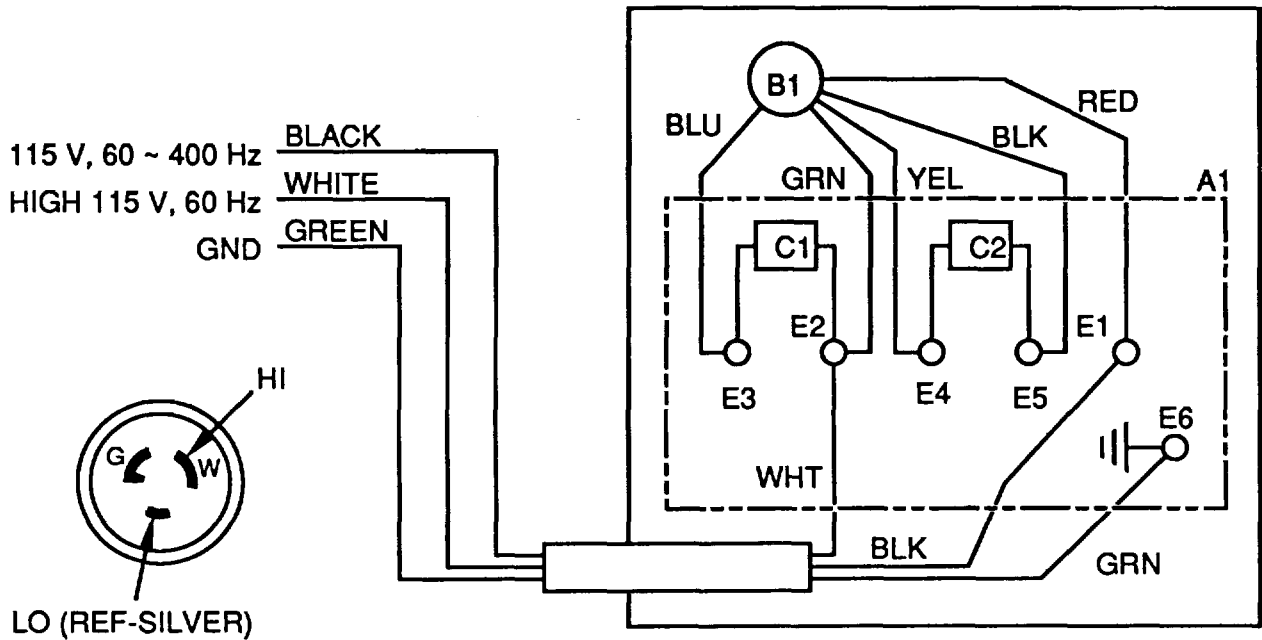 B1
BLU
RED
BLK
GRN
YEL
A1
115 V, 60 ~ 400 Hz
BLACK
HIGH 115 V, 60 Hz
WHITE
GND
GREEN
C1
C2
E2
E1
E3
E4
E5
E6
HI
G
W
WHT
BLK
GRN
LO (REF-SILVER)